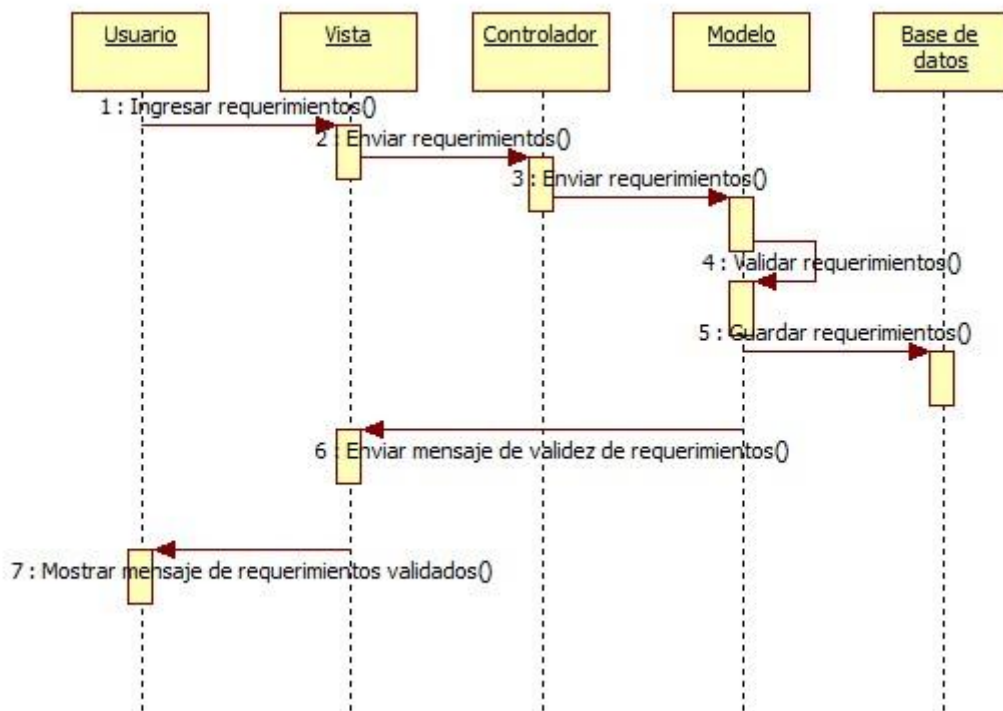 Usuario
Vista
Controlador
Modelo
Base de
datos
1 : Ingresar requerimientos()
2 : Enviar requerimientos()
3 : Enviar requerimientos()
4 : Validar requerimientos()
5 : Guardar requerimientos()
6 : Enviar mensaje de validez de requerimientos()
7 : Mostrar mensaje de requerimientos validados()